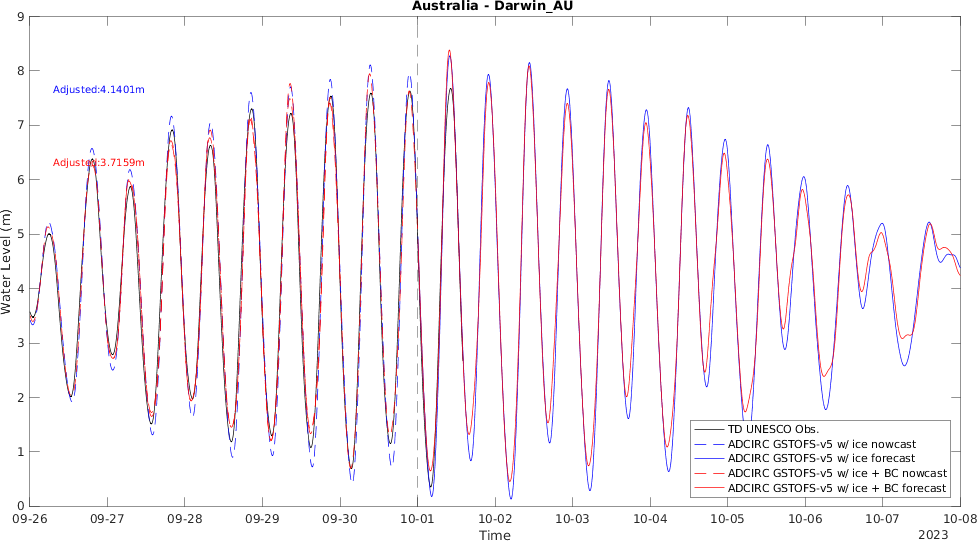 Australia - Darwin_AU
9
8
Adjusted:4.1401m
7
Adjusted:3.7159m
6
5
Water Level (m)
4
3
2
1
0
TD UNESCO Obs.
ADCIRC GSTOFS-v5 w/ ice nowcast
ADCIRC GSTOFS-v5 w/ ice forecast
ADCIRC GSTOFS-v5 w/ ice + BC nowcast
ADCIRC GSTOFS-v5 w/ ice + BC forecast
09-26 09-27 09-28 09-29 09-30 10-01 10-02 10-03 10-04 10-05 10-06 10-07 10-08
Time
2023